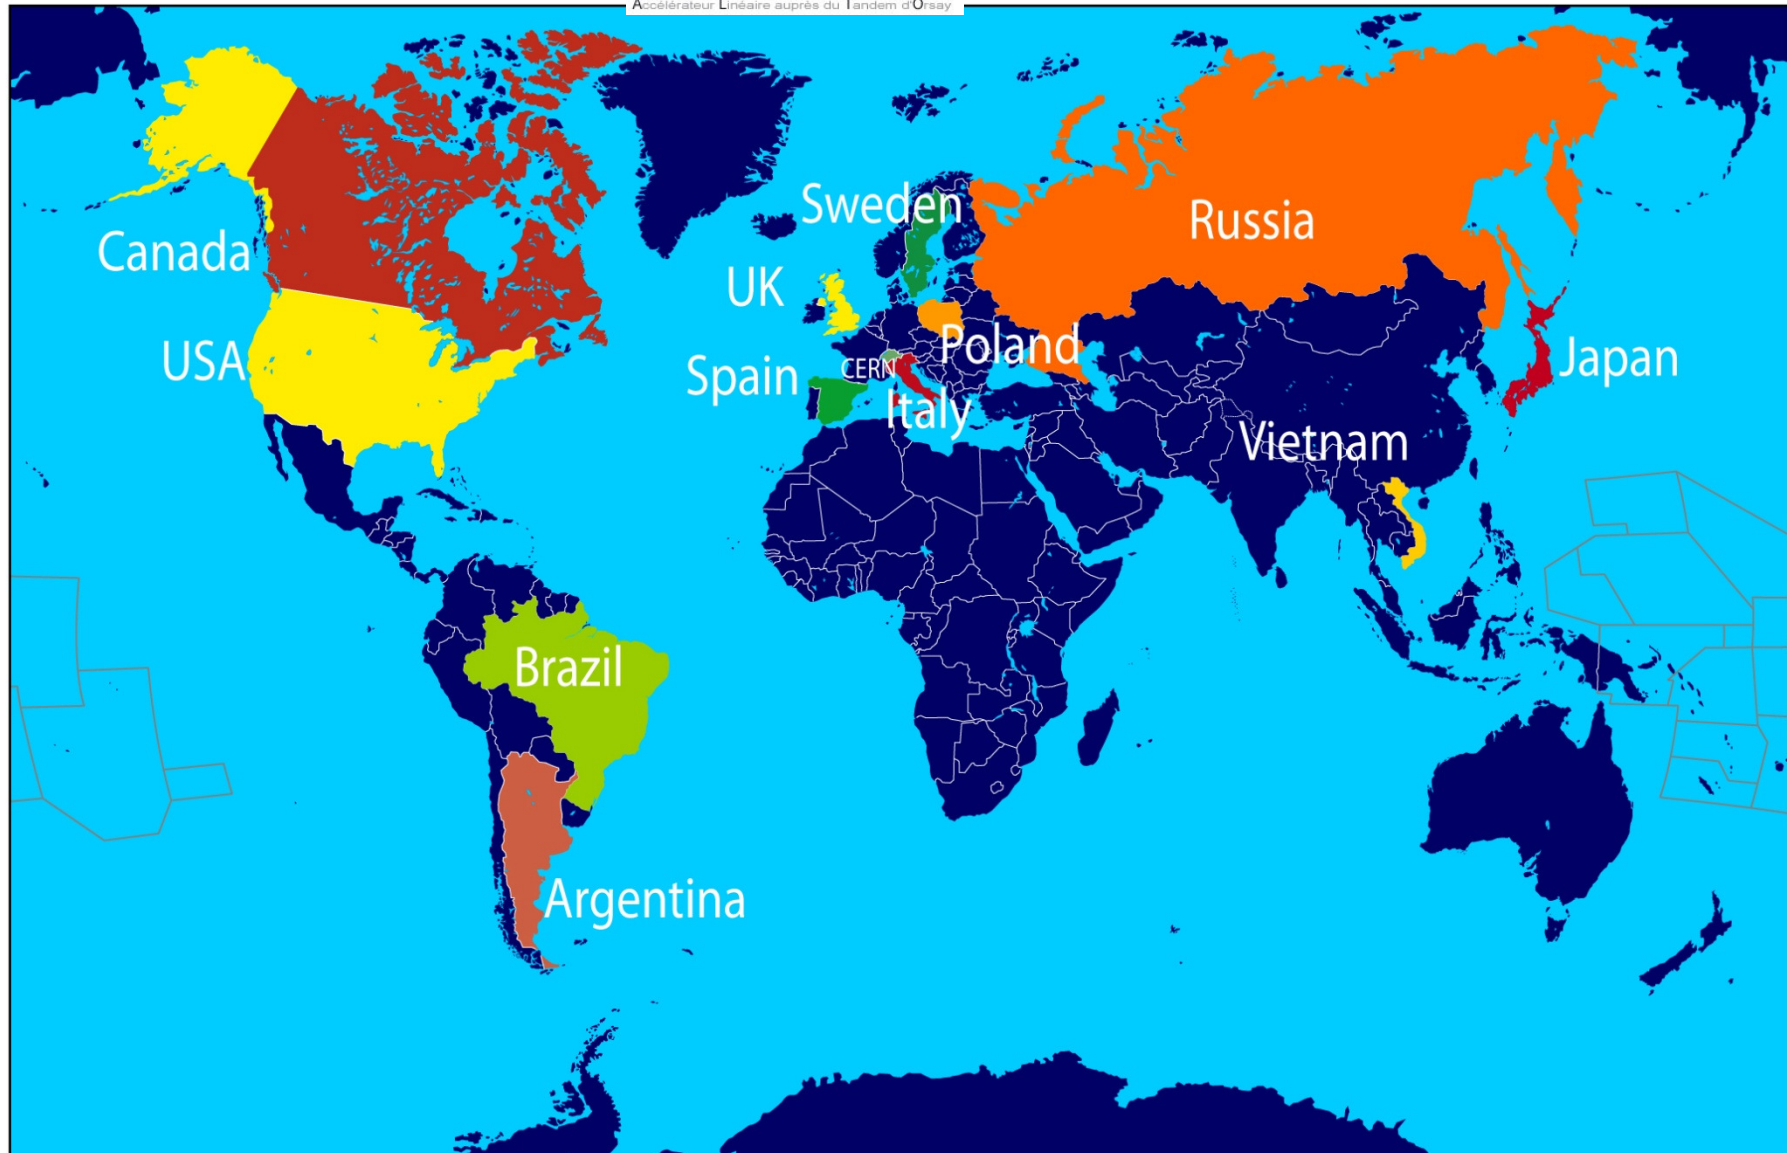 Accélérateur Linéaire auprès du Tandem d'Orsay
Sweden
Russia
Canada
UK
USA
Poland
Japan
Spain
CERN
Italy
Vietnam
Brazil
Argentina